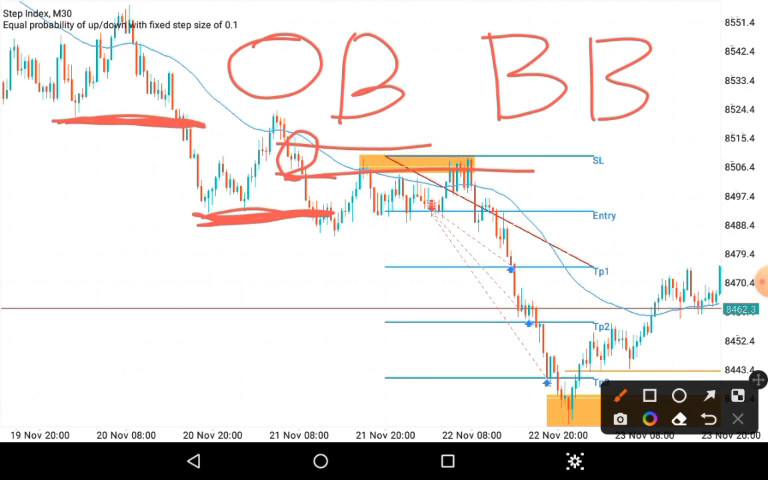 Step Index, M30
Equal probability of up/down with fixed step size of 0.1
OB BB
8551.4
8542.4
8533.4
8524.4
8515.4
8506.4
8497.4
8488.4
8479.4
8470.4
8462.3
8452.4
8443.4
SL
Entry
Tp1
Tp2
19 Nov 20:00 20 Nov 08:00 20 Nov 20:00 21 Nov 08:00 21 Nov 20:00 22 Nov 08:00 22 Nov 20:00 23 Nov 08:00 23 Nov 20:00